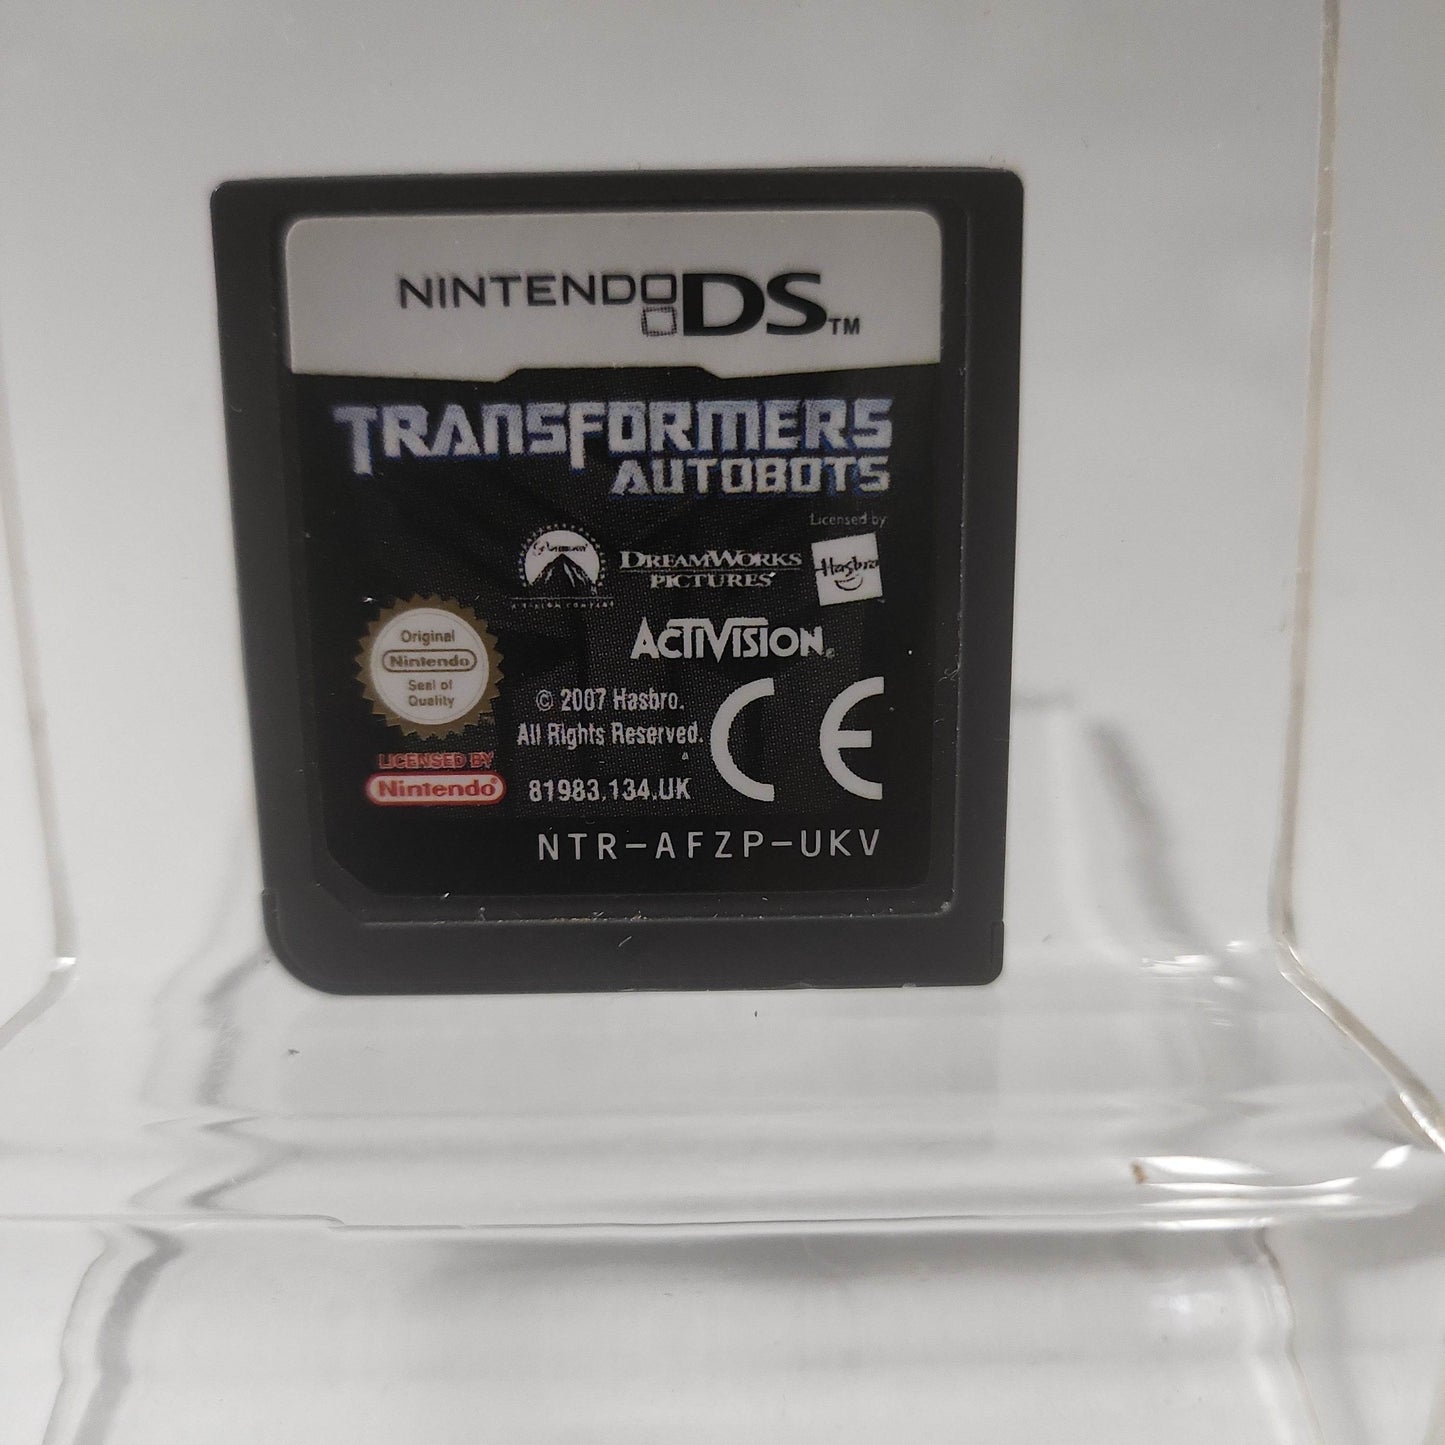 NINTENDO DS™
TRANSFORMERS
AUTOBOTS
Licensed by
Paramount
DREAMWORKS
PICTURES
Hasbro
ACTIVISION®
Original
Nintendo
Seal of
Quality
© 2007 Hasbro.
All Rights Reserved.
LICENSED BY
Nintendo®
81983.134.UK
CE
NTR-AFZP-UKV